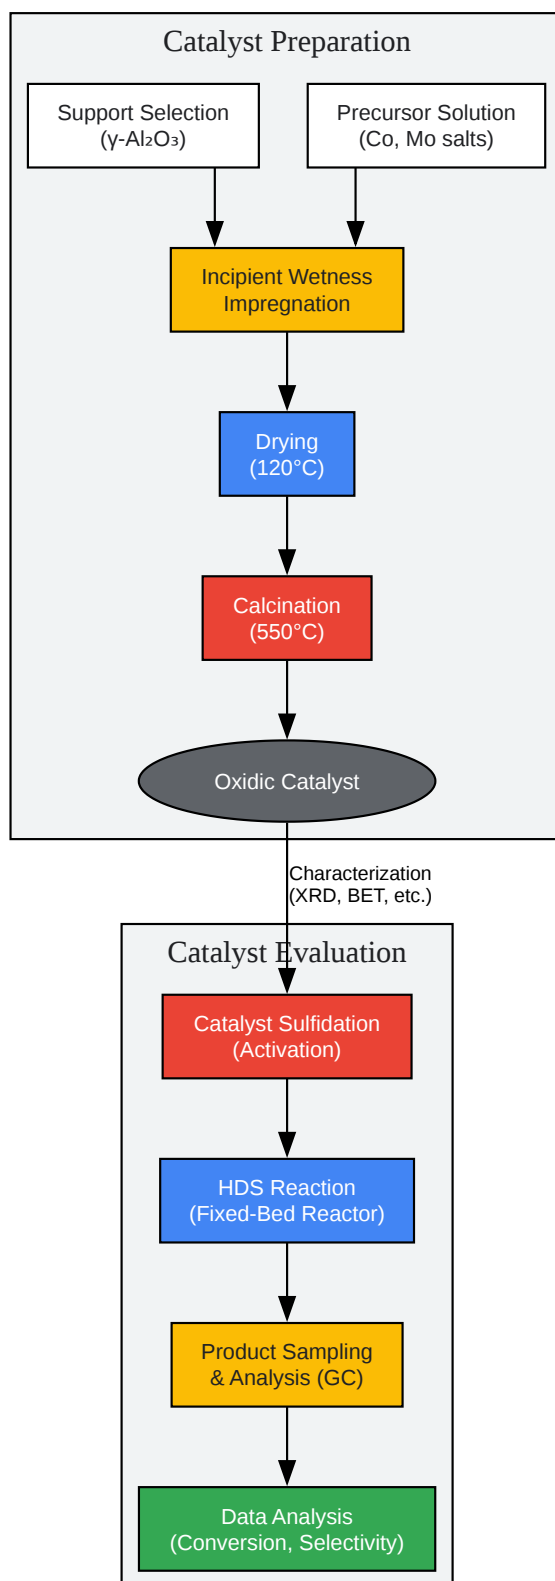 Catalyst Preparation
Support Selection
(γ-Al₂O₃)
Precursor Solution
(Co, Mo salts)
Incipient Wetness
Impregnation
Drying
(120°C)
Calcination
(550°C)
Oxidic Catalyst
Characterization
(XRD, BET, etc.)
Catalyst Evaluation
Catalyst Sulfidation
(Activation)
HDS Reaction
(Fixed-Bed Reactor)
Product Sampling
& Analysis (GC)
Data Analysis
(Conversion, Selectivity)